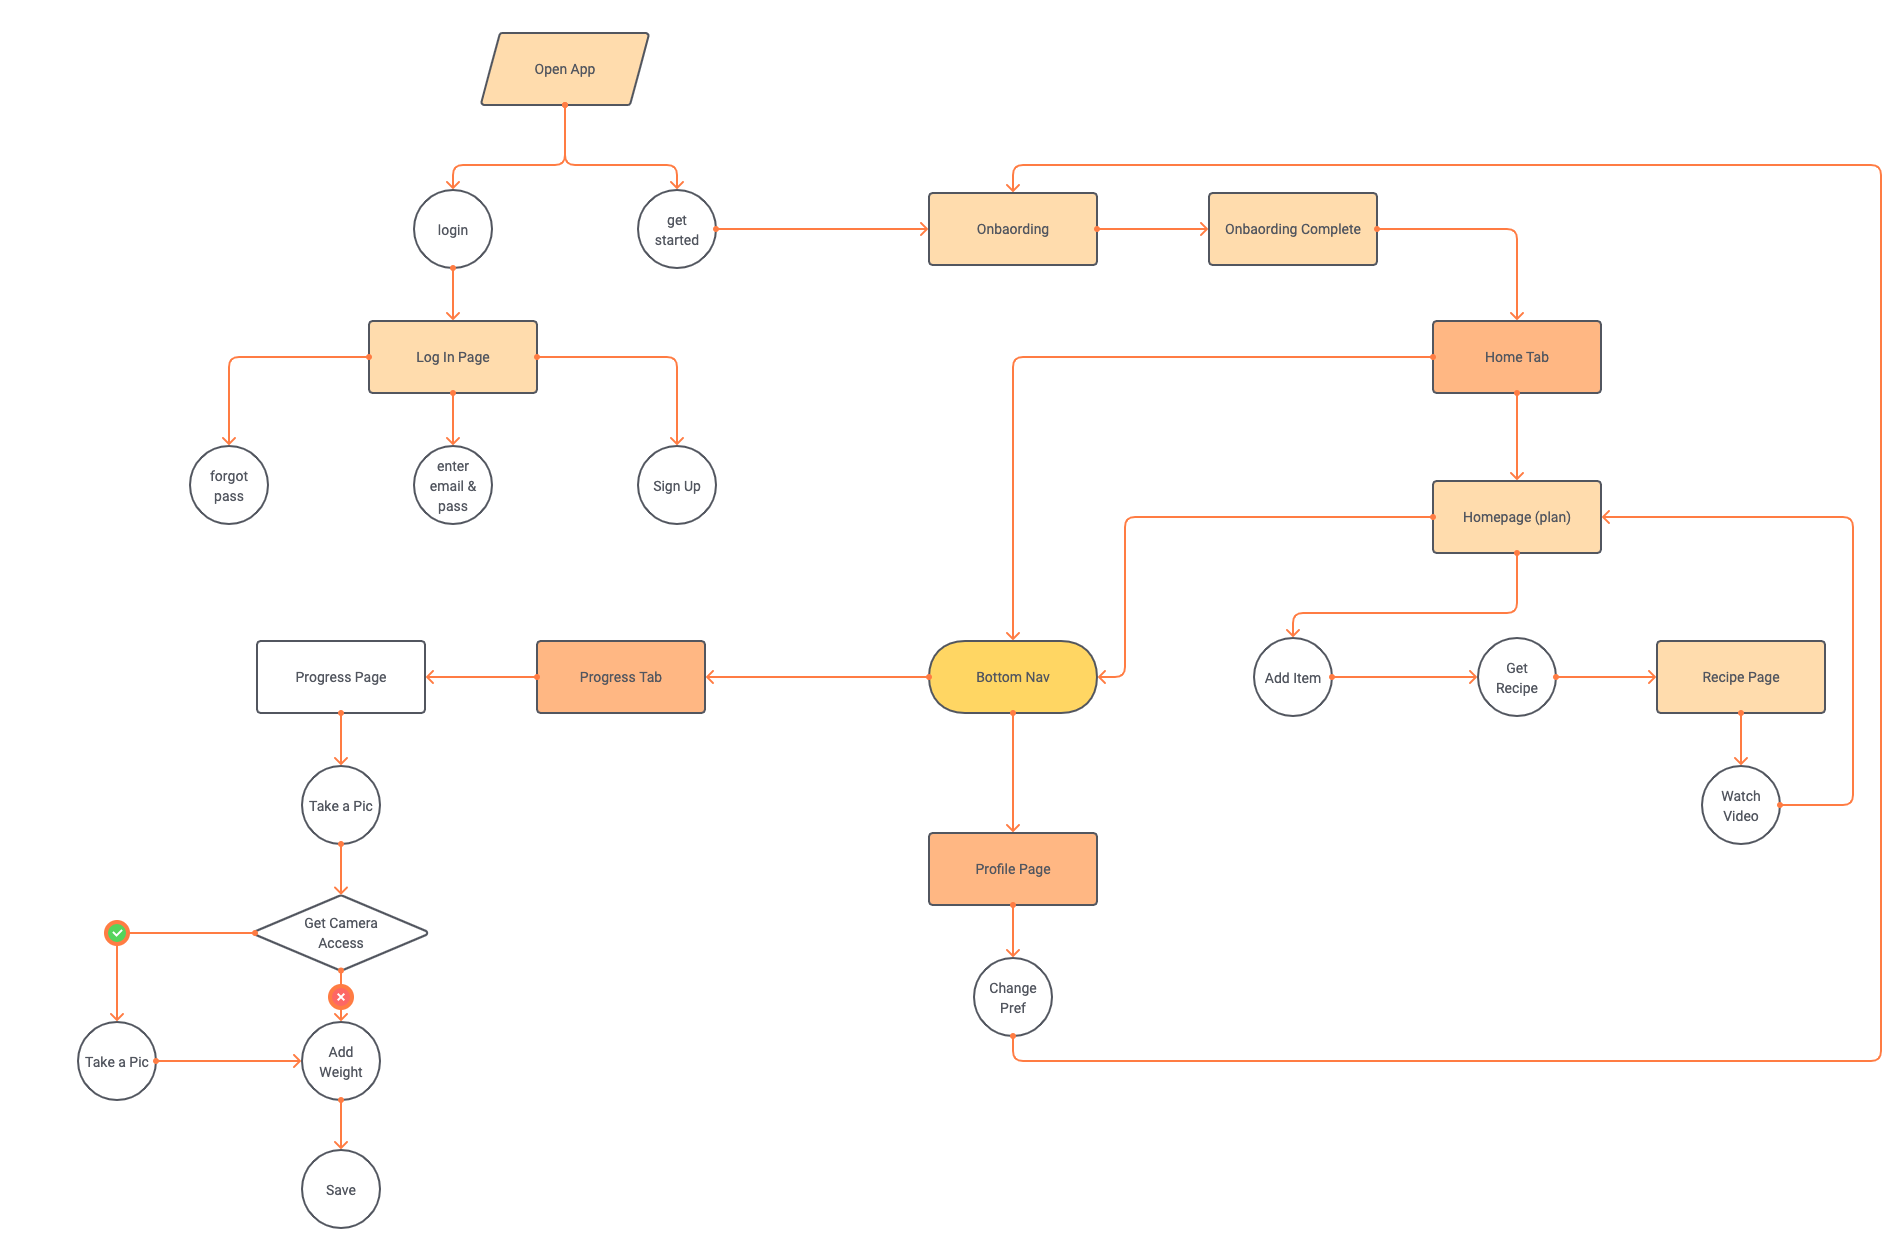 Open App
login
get
started
Onbaording
Onbaording Complete
Log In Page
Home Tab
forgot
pass
enter
email &
pass
Sign Up
Homepage (plan)
Progress Page
Progress Tab
Bottom Nav
Add Item
Get
Recipe
Recipe Page
Take a Pic
Watch
Video
Profile Page
Get Camera
Access
Change
Pref
Take a Pic
Add
Weight
Save